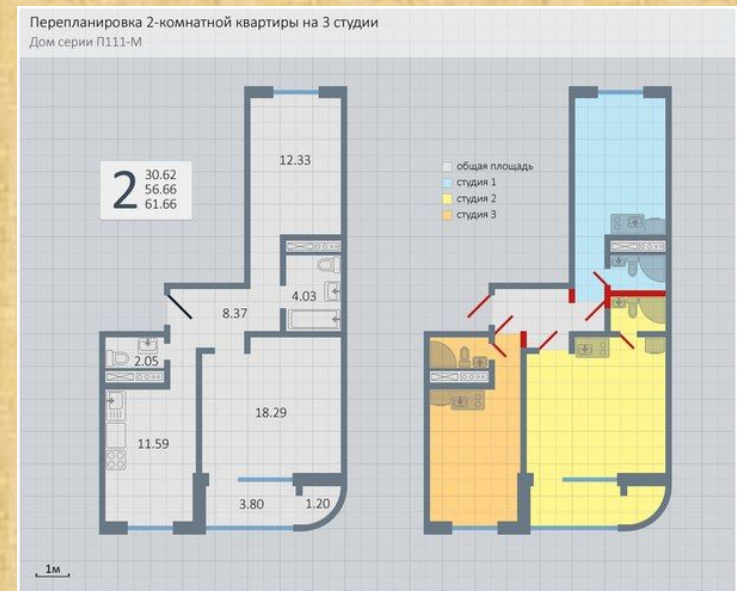 Перепланировка 2-комнатной квартиры на 3 студии
Дом серии П111-М
12.33
2
30.62
56.66
61.66
общая площадь
студия 1
студия 2
студия 3
4.03
8.37
2.05
18.29
11.59
3.80
1.20
1м